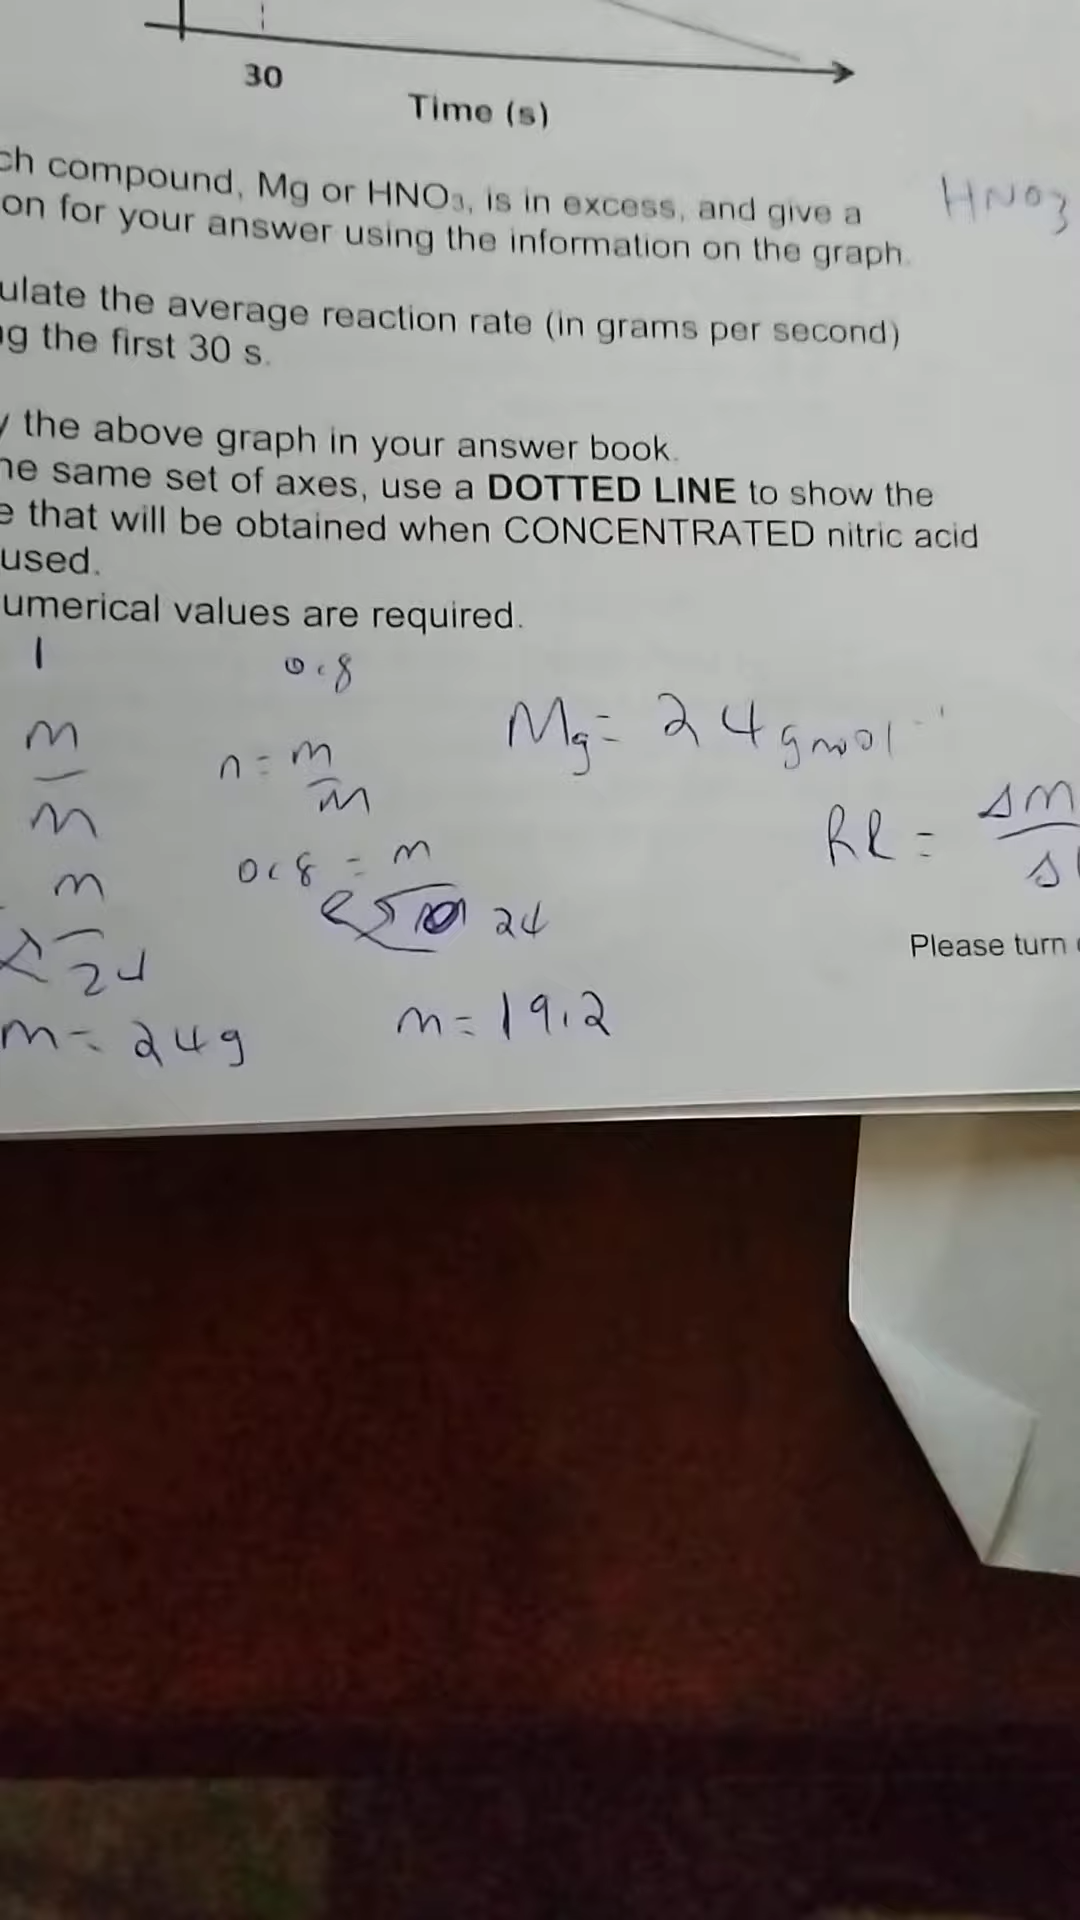 30
Time (s)
ch compound, Mg or HNO₃, is in excess, and give a
on for your answer using the information on the graph.
HNO3
ulate the average reaction rate (in grams per second)
ng the first 30 s.
y the above graph in your answer book.
he same set of axes, use a DOTTED LINE to show the
e that will be obtained when CONCENTRATED nitric acid
used.
umerical values are required.
1
0,8
Mg = 24 g mol⁻¹
m
m
n = m
m
RR = Δm
Δ
m
24
0,8 = m
24
Please turn
m = 24g
m = 19,2